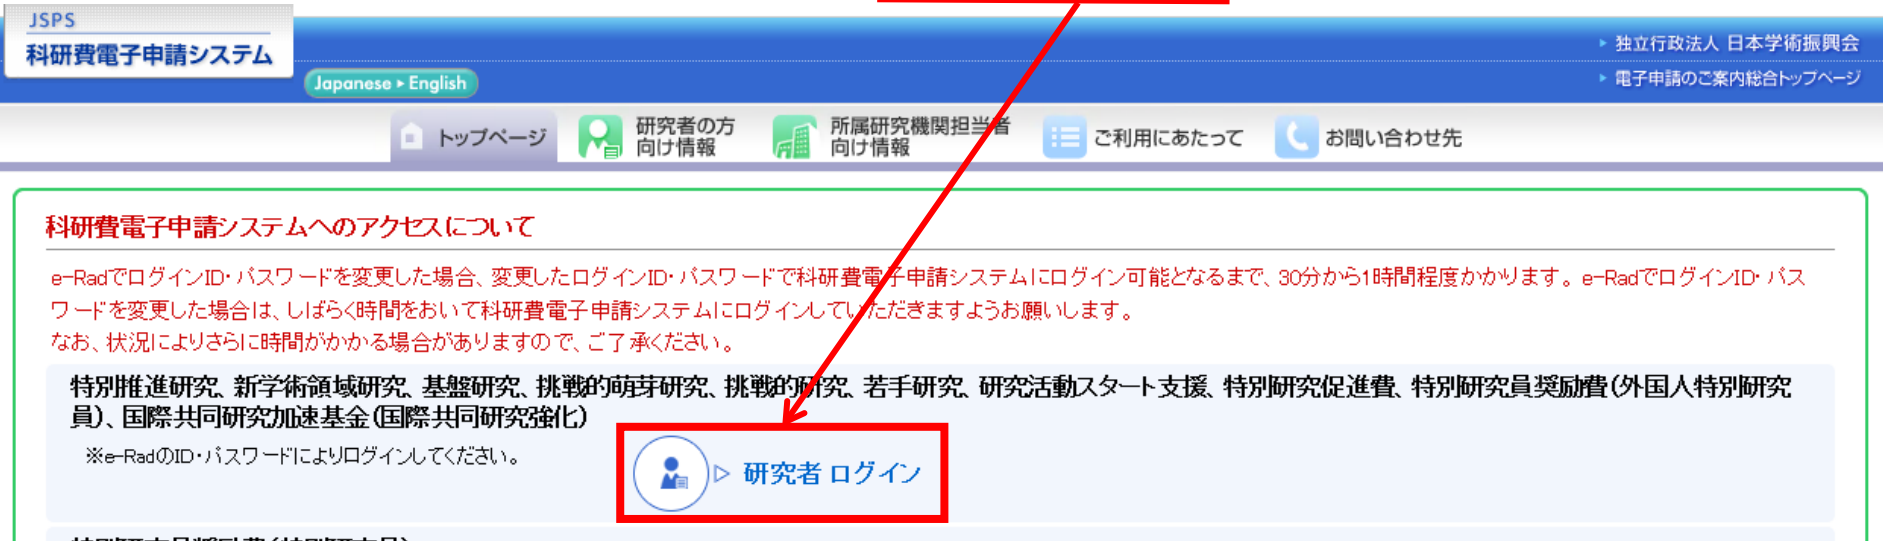 JSPS
科研費電子申請システム
Japanese ▸ English
独立行政法人 日本学術振興会
電子申請のご案内総合トップページ
トップページ
研究者の方
向け情報
所属研究機関担当者
向け情報
ご利用にあたって
お問い合わせ先
科研費電子申請システムへのアクセスについて
e-RadでログインID・パスワードを変更した場合、変更したログインID・パスワードで科研費電子申請システムにログイン可能となるまで、30分から1時間程度かかります。e-RadでログインID・パス
ワードを変更した場合は、しばらく時間をおいて科研費電子申請システムにログインしていただきますようお願いします。
なお、状況によりさらに時間がかかる場合がありますので、ご了承ください。
特別推進研究、新学術領域研究、基盤研究、挑戦的萌芽研究、挑戦的研究、若手研究、研究活動スタート支援、特別研究促進費、特別研究員奨励費(外国人特別研究
員)、国際共同研究加速基金(国際共同研究強化)
※e-RadのID・パスワードによりログインしてください。
研究者 ログイン